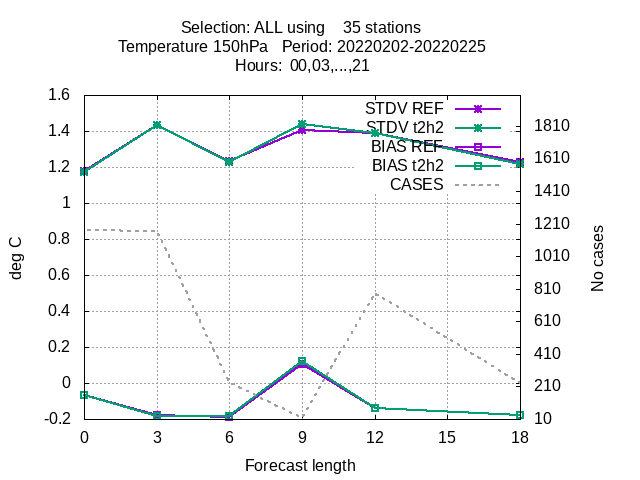 Selection: ALL using    35 stations
Temperature 150hPa   Period: 20220202-20220225
Hours: 00,03,...,21
1.6
1.4
1.2
1
0.8
0.6
0.4
0.2
0
-0.2
deg C
STDV REF
STDV t2h2
BIAS REF
BIAS t2h2
CASES
1810
1610
1410
1210
1010
810
610
410
210
10
No cases
0 3 6 9 12 15 18
Forecast length